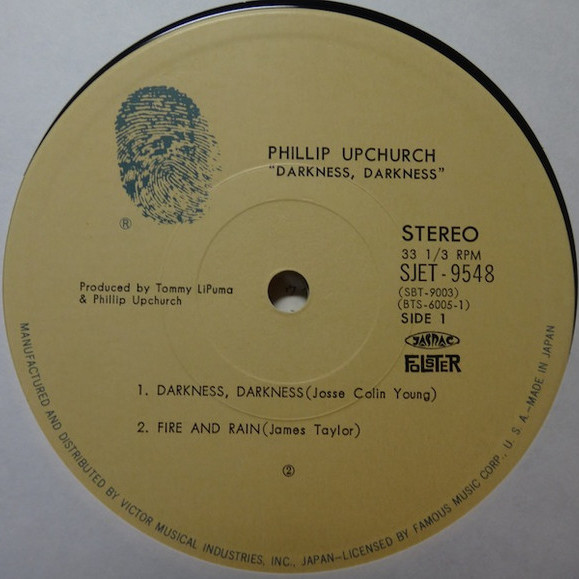 PHILLIP UPCHURCH
"DARKNESS, DARKNESS"
®
STEREO
33 1/3 RPM
SJET-9548
(SBT-9003)
(BTS-6005-1)
SIDE 1
Produced by Tommy LiPuma
& Phillip Upchurch
JASRAC
FOLSTER
1. DARKNESS, DARKNESS(Josse Colin Young)
2. FIRE AND RAIN(James Taylor)
②
MANUFACTURED AND DISTRIBUTED BY VICTOR MUSICAL INDUSTRIES, INC., JAPAN-LICENSED BY FAMOUS MUSIC CORP., U. S. A.-MADE IN JAPAN